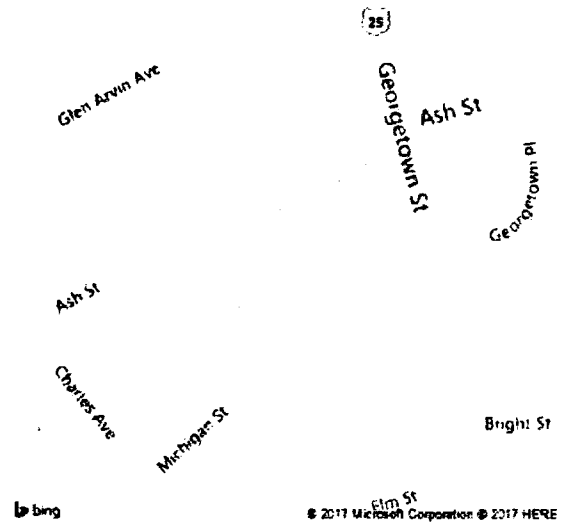 25
Glen Arvin Ave
Georgetown St
Ash St
Georgetown Pl
Ash St
Charles Ave
Michigan St
Bright St
Elm St
bing
© 2017 Microsoft Corporation © 2017 HERE